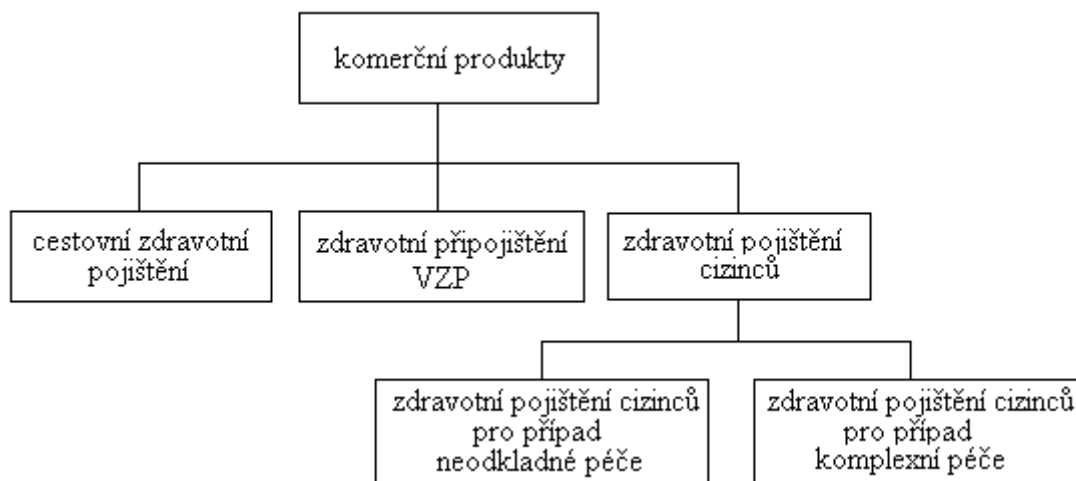 komerční produkty
cestovní zdravotní
pojištění
zdravotní připojištění
VZP
zdravotní pojištění
cizinců
zdravotní pojištění cizinců
pro případ
neodkladné péče
zdravotní pojištění cizinců
pro případ
komplexní péče